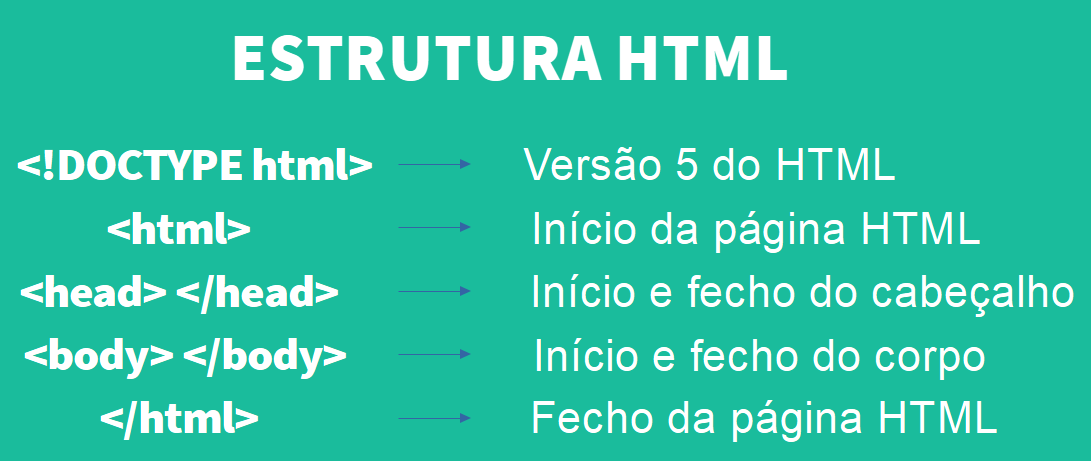 ESTRUTURA HTML
<!DOCTYPE html> Versão 5 do HTML
<html> Início da página HTML
<head> </head> Início e fecho do cabeçalho
<body> </body> Início e fecho do corpo
</html> Fecho da página HTML